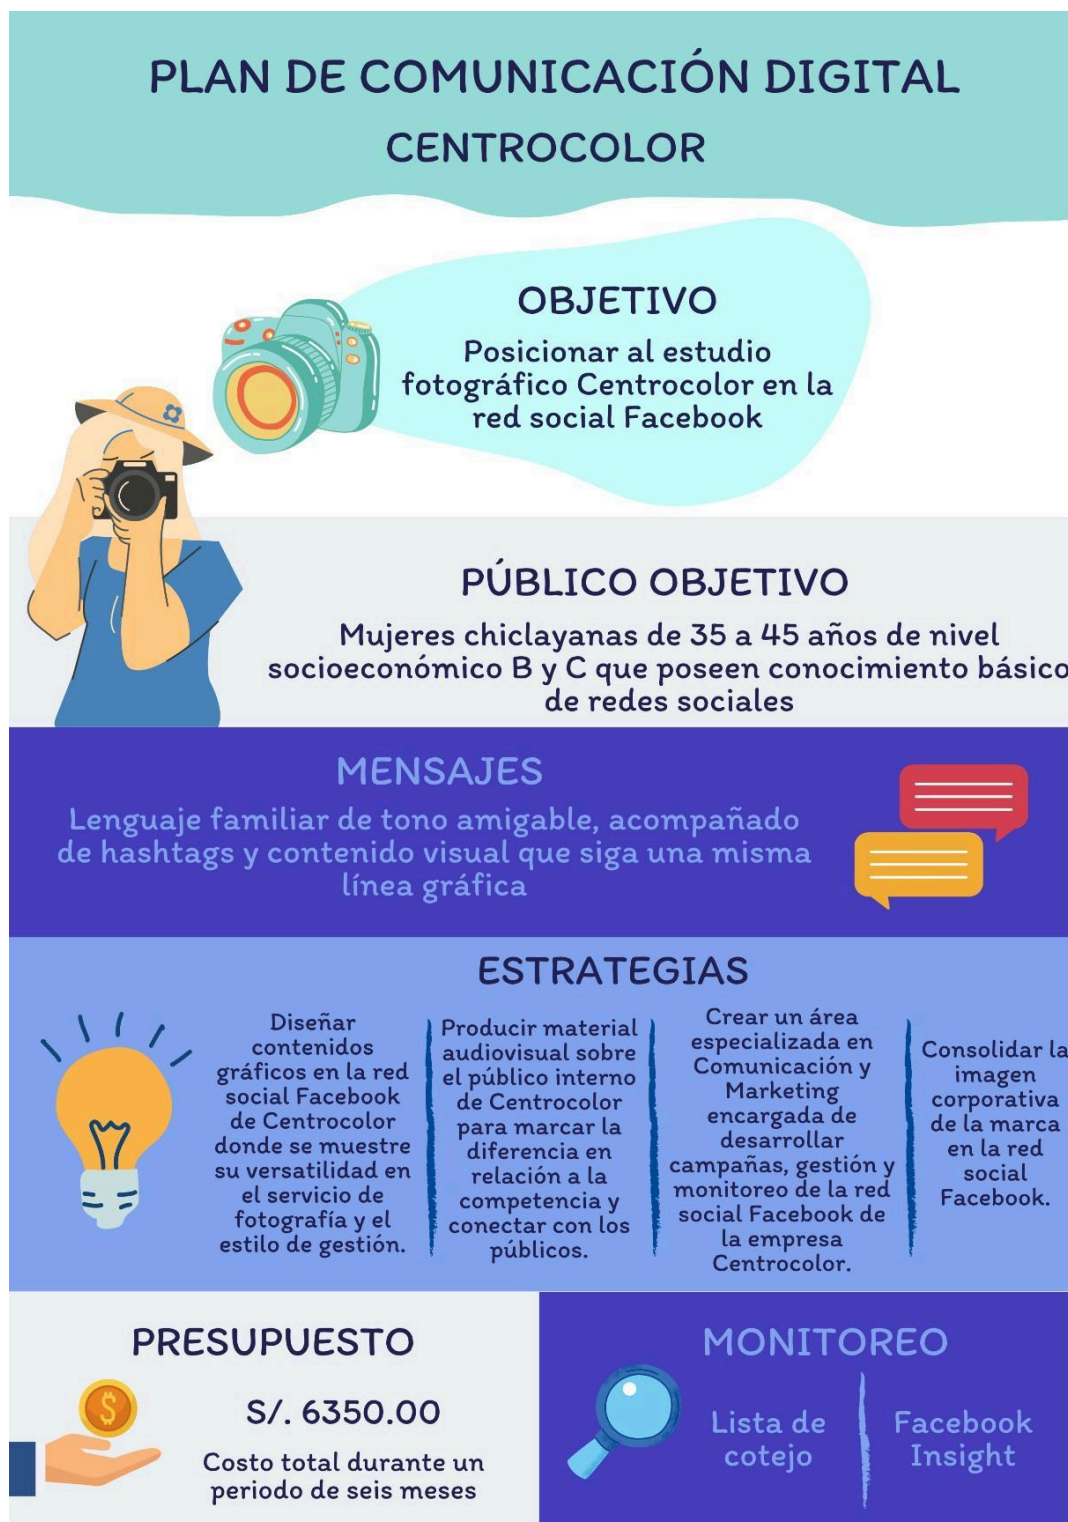 PLAN DE COMUNICACIÓN DIGITAL
CENTROCOLOR
OBJETIVO
Posicionar al estudio
fotográfico Centrocolor en la
red social Facebook
PÚBLICO OBJETIVO
Mujeres chiclayanas de 35 a 45 años de nivel
socioeconómico B y C que poseen conocimiento básico
de redes sociales
MENSAJES
Lenguaje familiar de tono amigable, acompañado
de hashtags y contenido visual que siga una misma
línea gráfica
ESTRATEGIAS
Diseñar
contenidos
gráficos en la red
social Facebook
de Centrocolor
donde se muestre
su versatilidad en
el servicio de
fotografía y el
estilo de gestión.
Producir material
audiovisual sobre
el público interno
de Centrocolor
para marcar la
diferencia en
relación a la
competencia y
conectar con los
públicos.
Crear un área
especializada en
Comunicación y
Marketing
encargada de
desarrollar
campañas, gestión y
monitoreo de la red
social Facebook de
la empresa
Centrocolor.
Consolidar la
imagen
corporativa
de la marca
en la red
social
Facebook.
PRESUPUESTO
S/. 6350.00
Costo total durante un
periodo de seis meses
MONITOREO
Lista de
cotejo
Facebook
Insight